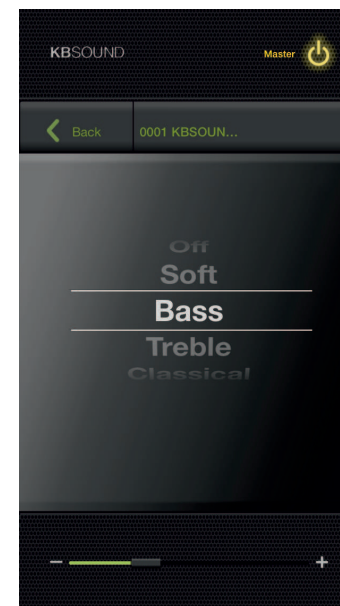 KBSOUND Master
Back 0001 KBSOUN...
Off
Soft
Bass
Treble
Classical
- +